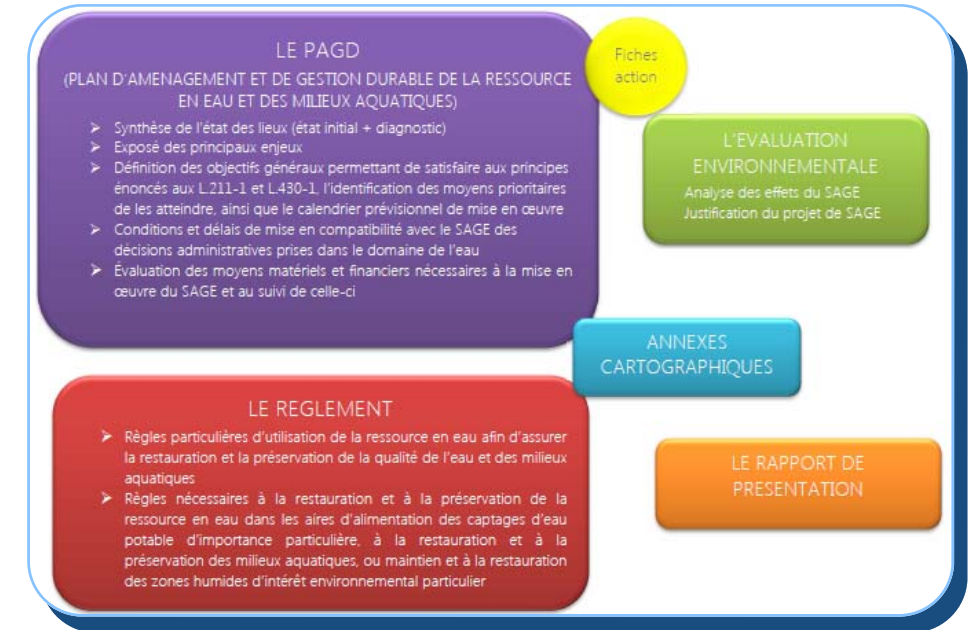 LE PAGD
(PLAN D'AMENAGEMENT ET DE GESTION DURABLE DE LA RESSOURCE
EN EAU ET DES MILIEUX AQUATIQUES)
➢ Synthèse de l'état des lieux (état initial + diagnostic)
➢ Exposé des principaux enjeux
➢ Définition des objectifs généraux permettant de satisfaire aux principes
énoncés aux L.211-1 et L.430-1, l'identification des moyens prioritaires
de les atteindre, ainsi que le calendrier prévisionnel de mise en œuvre
➢ Conditions et délais de mise en compatibilité avec le SAGE des
décisions administratives prises dans le domaine de l'eau
➢ Évaluation des moyens matériels et financiers nécessaires à la mise en
œuvre du SAGE et au suivi de celle-ci
Fiches
action
L'EVALUATION
ENVIRONNEMENTALE
Analyse des effets du SAGE
Justification du projet de SAGE
ANNEXES
CARTOGRAPHIQUES
LE REGLEMENT
➢ Règles particulières d'utilisation de la ressource en eau afin d'assurer
la restauration et la préservation de la qualité de l'eau et des milieux
aquatiques
➢ Règles nécessaires à la restauration et à la préservation de la
ressource en eau dans les aires d'alimentation des captages d'eau
potable d'importance particulière, à la restauration et à la
préservation des milieux aquatiques, ou maintien et à la restauration
des zones humides d'intérêt environnemental particulier
LE RAPPORT DE
PRESENTATION